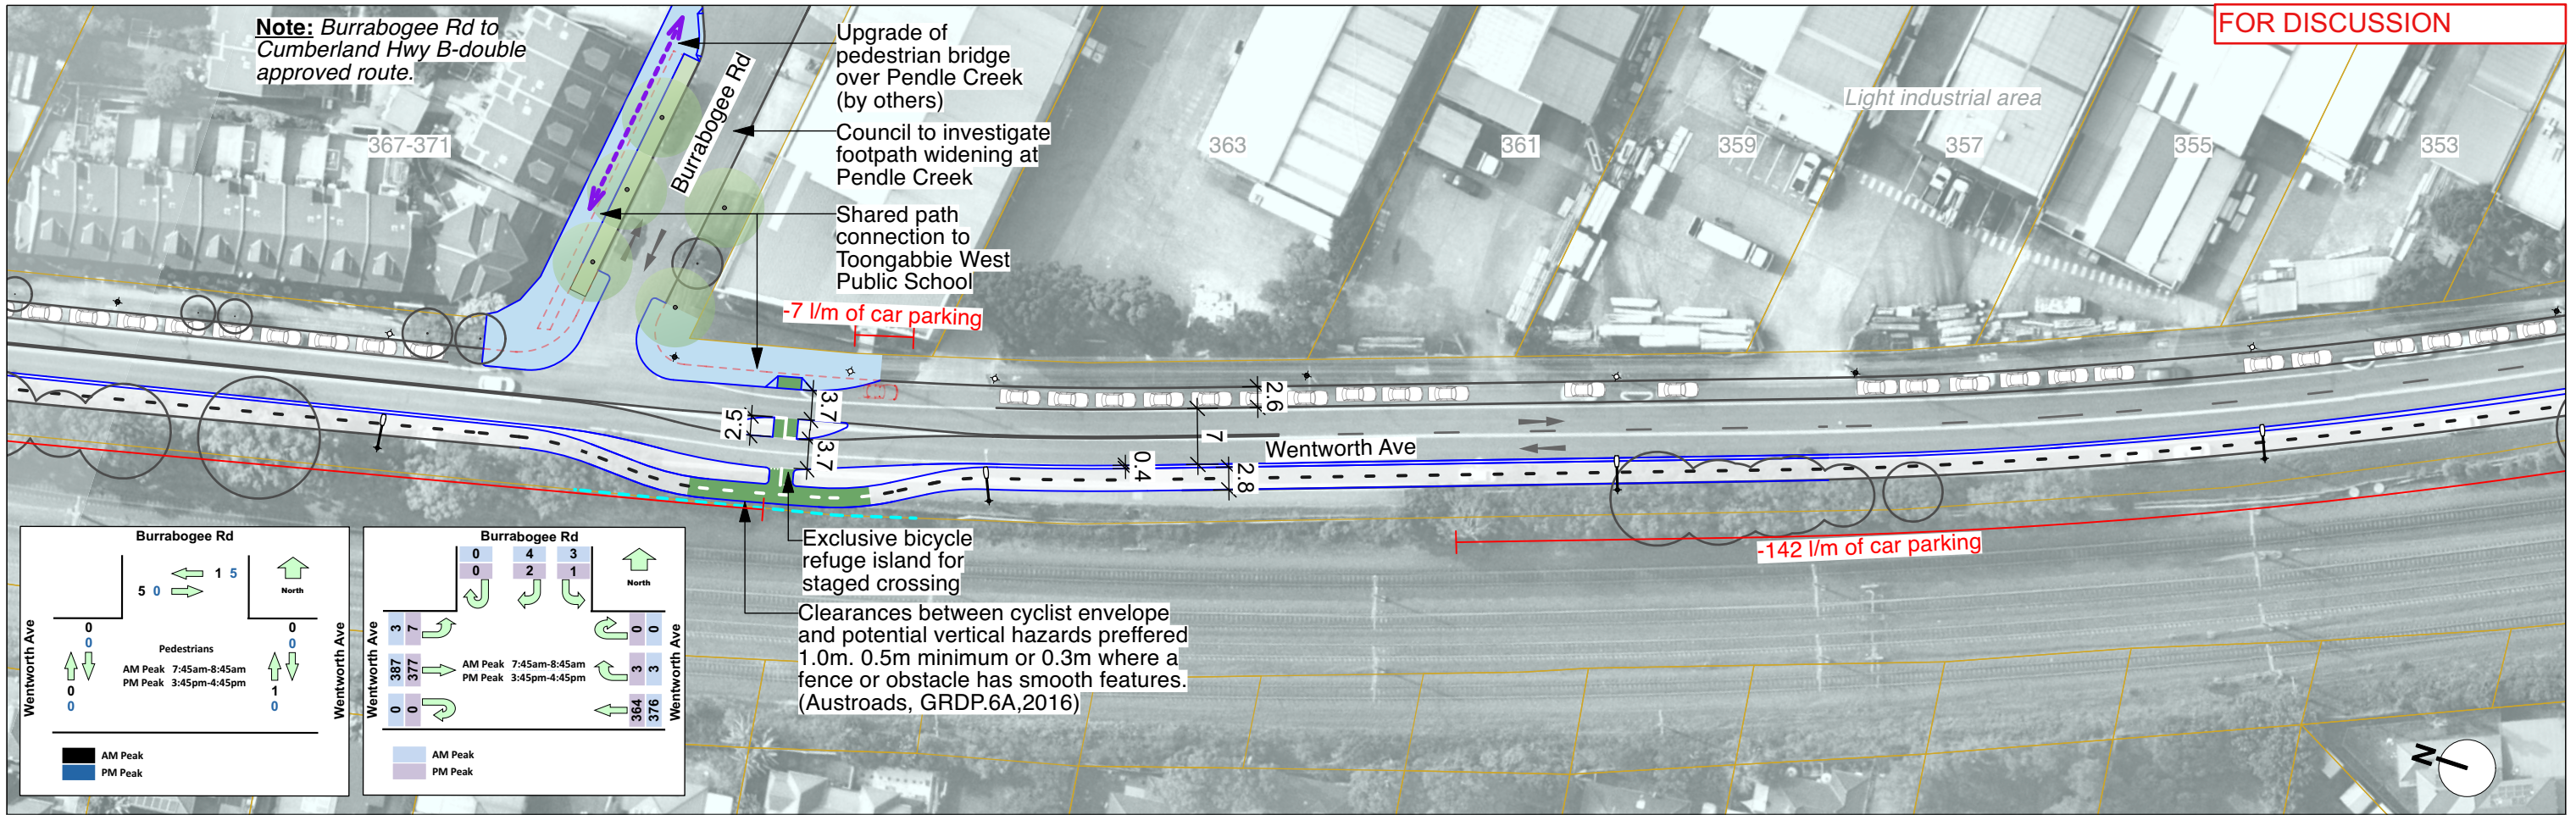 Note: Burrabogee Rd to
Cumberland Hwy B-double
approved route.
FOR DISCUSSION
Upgrade of
pedestrian bridge
over Pendle Creek
(by others)
Council to investigate
footpath widening at
Pendle Creek
Shared path
connection to
Toongabbie West
Public School
Burrabogee Rd
Light industrial area
367-371
363
361
359
357
355
353
-7 l/m of car parking
3.7
2.5
3.7
2.6
7
0.4
2.8
Wentworth Ave
-142 l/m of car parking
Exclusive bicycle
refuge island for
staged crossing
Clearances between cyclist envelope
and potential vertical hazards preffered
1.0m. 0.5m minimum or 0.3m where a
fence or obstacle has smooth features.
(Austroads, GRDP.6A,2016)
Burrabogee Rd
1 5
5 0
North
0
0
0
0
Pedestrians
AM Peak 7:45am-8:45am
PM Peak 3:45pm-4:45pm
0
0
1
0
Wentworth Ave
Wentworth Ave
AM Peak
PM Peak
Burrabogee Rd
0 4 3
0 2 1
North
3 7
0 0
387 377
AM Peak 7:45am-8:45am
PM Peak 3:45pm-4:45pm
3 3
0 0
364 376
Wentworth Ave
Wentworth Ave
AM Peak
PM Peak
N